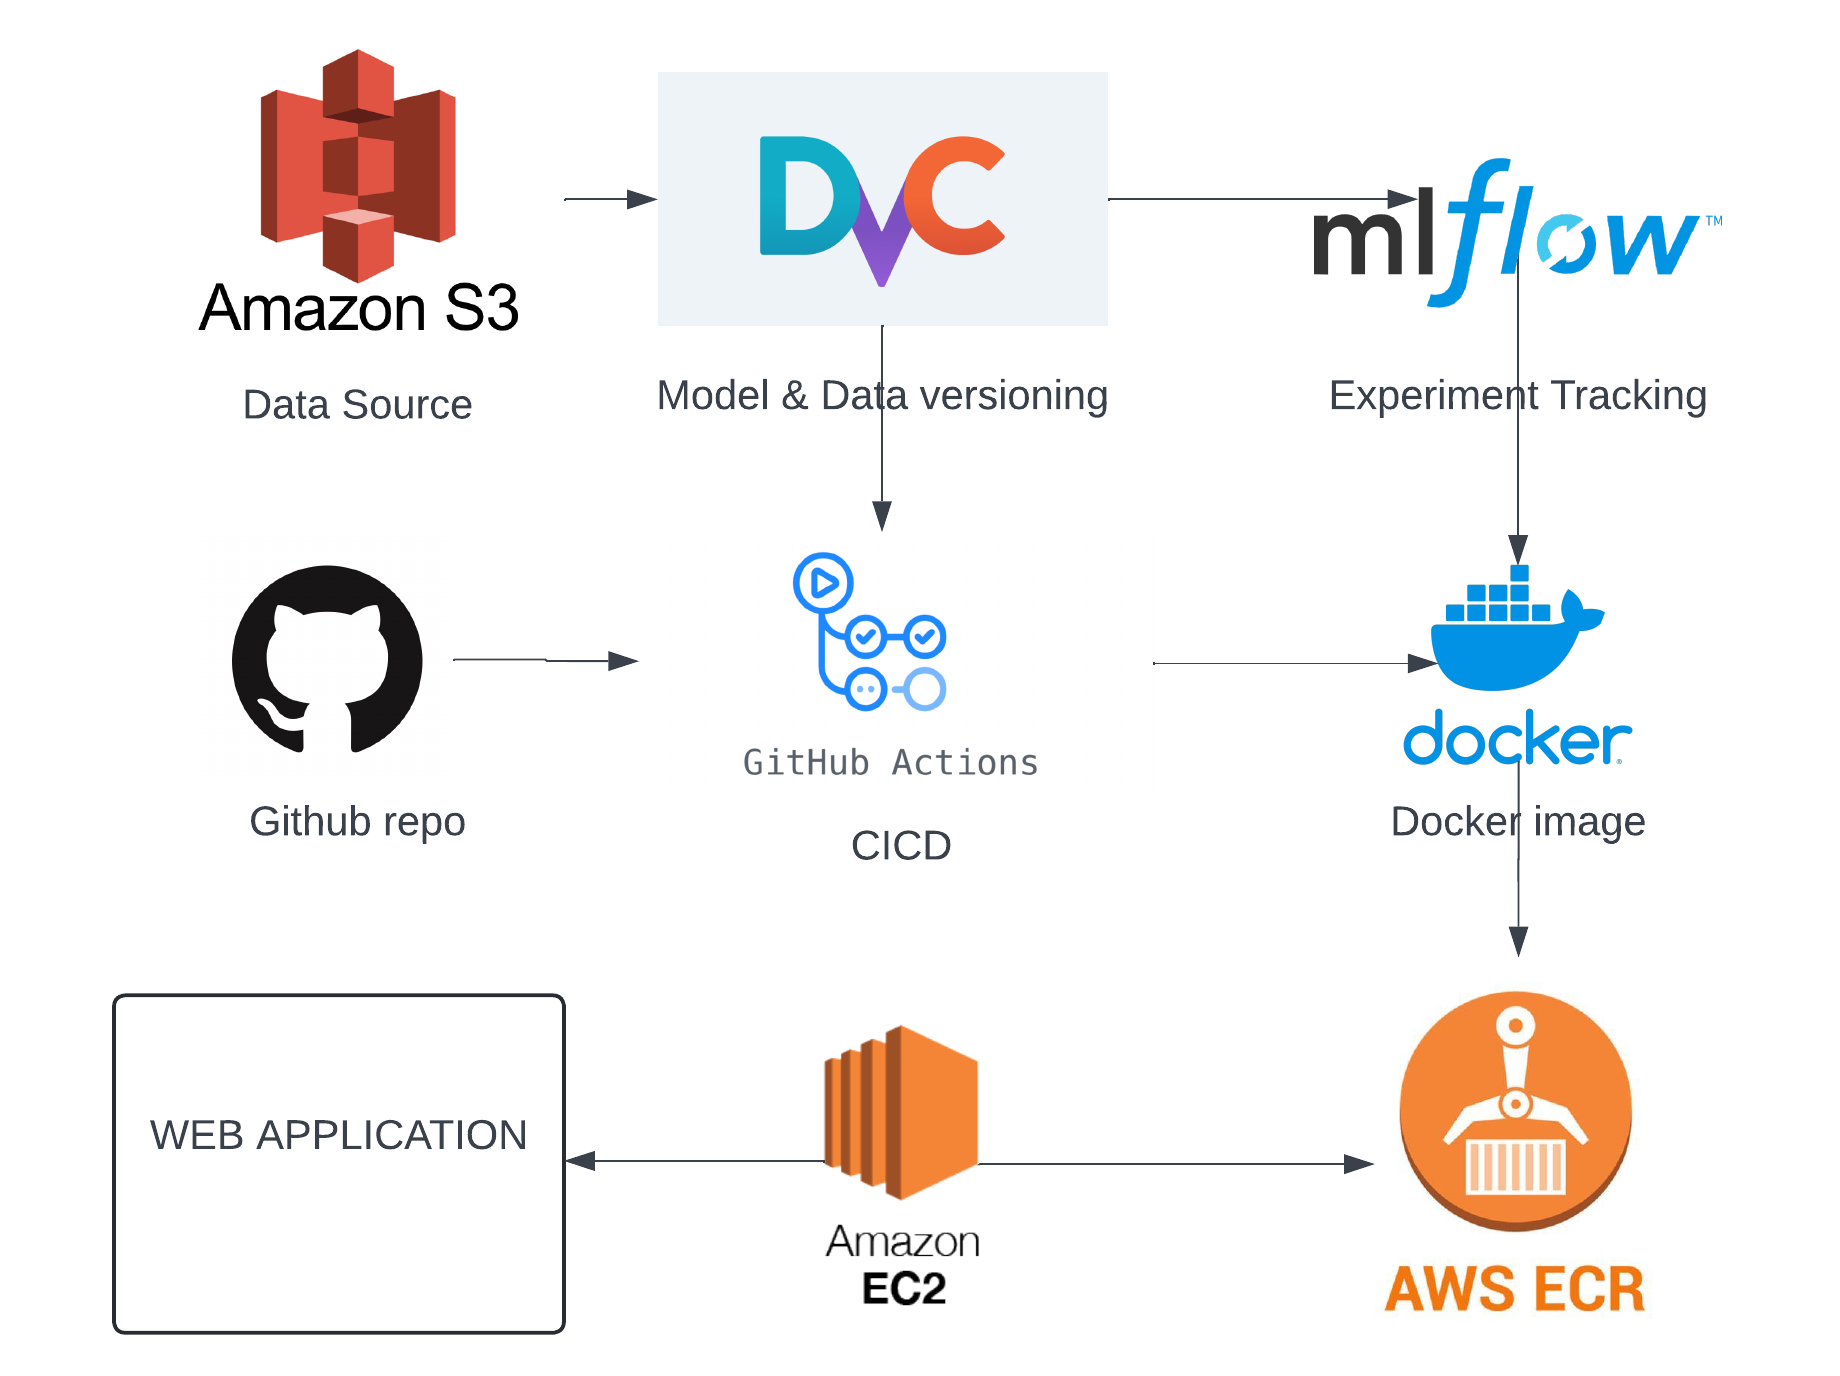 DVC
mlflow™
Amazon S3
Data Source
Model & Data versioning
Experiment Tracking
GitHub Actions
docker®
Github repo
CICD
Docker image
WEB APPLICATION
Amazon
EC2
AWS ECR